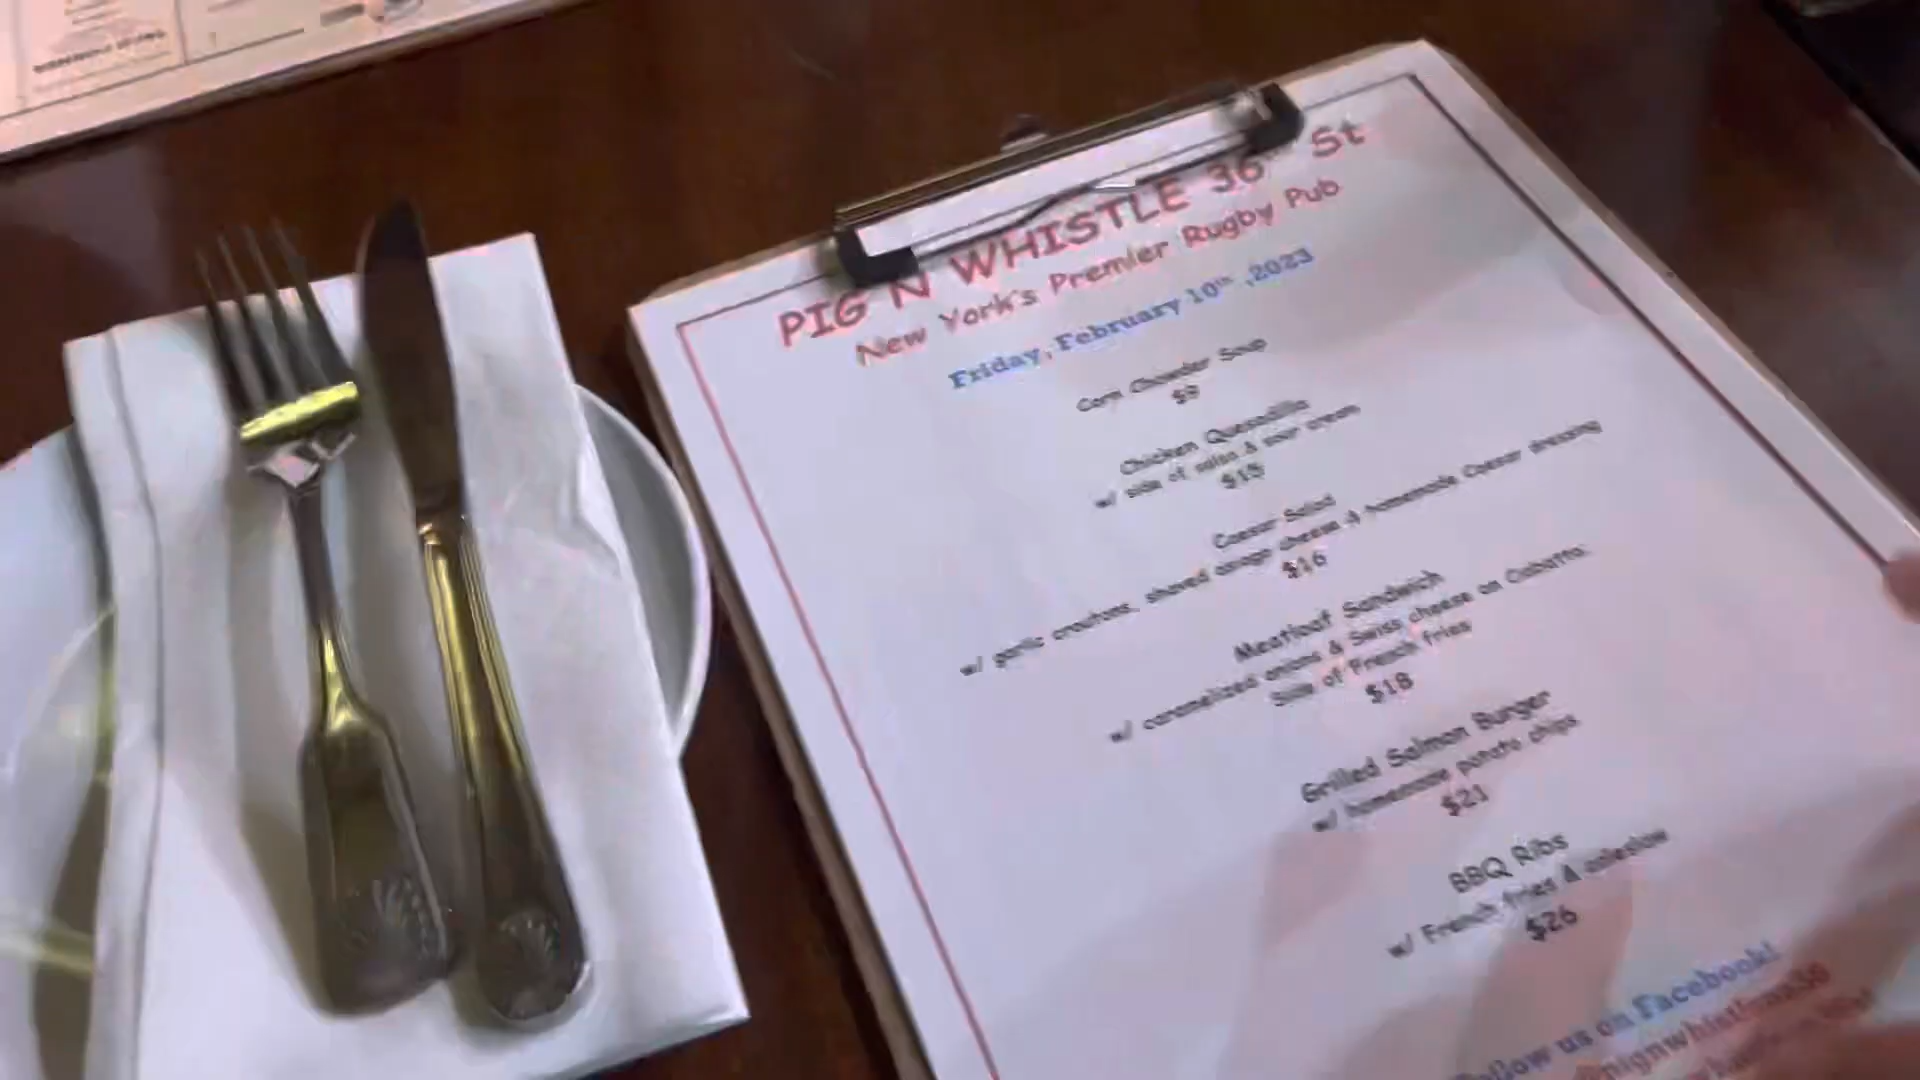 PIG N WHISTLE 36th St
New York's Premier Rugby Pub
Friday, February 10th ,2023
Corn Chowder Soup
$9
Chicken Quesadilla
w/ side of salsa & sour cream
$15
Caesar Salad
w/ garlic croutons, shaved asiago cheese & homemade Caesar dressing
$16
Meatloaf Sandwich
w/ caramelized onions & Swiss cheese on Ciabatta.
Side of French fries
$18
Grilled Salmon Burger
w/ homemade potato chips
$21
BBQ Ribs
w/ French fries & coleslaw
$26
Follow us on Facebook!